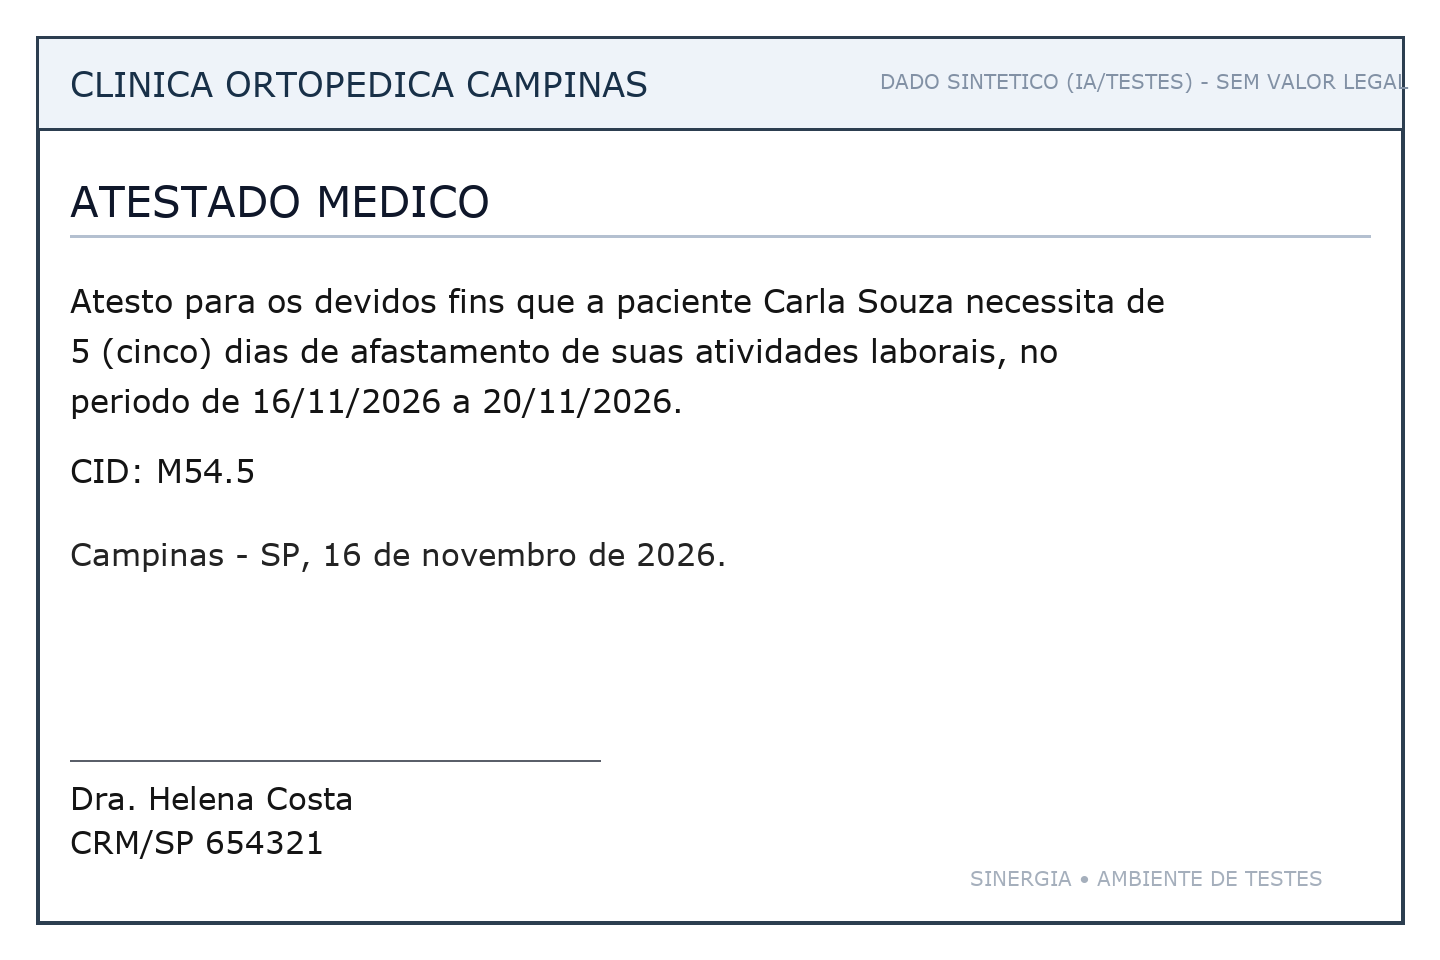 CLINICA ORTOPEDICA CAMPINAS
DADO SINTETICO (IA/TESTES) - SEM VALOR LEGAL
ATESTADO MEDICO
Atesto para os devidos fins que a paciente Carla Souza necessita de
5 (cinco) dias de afastamento de suas atividades laborais, no
periodo de 16/11/2026 a 20/11/2026.
CID: M54.5
Campinas - SP, 16 de novembro de 2026.
Dra. Helena Costa
CRM/SP 654321
SINERGIA • AMBIENTE DE TESTES